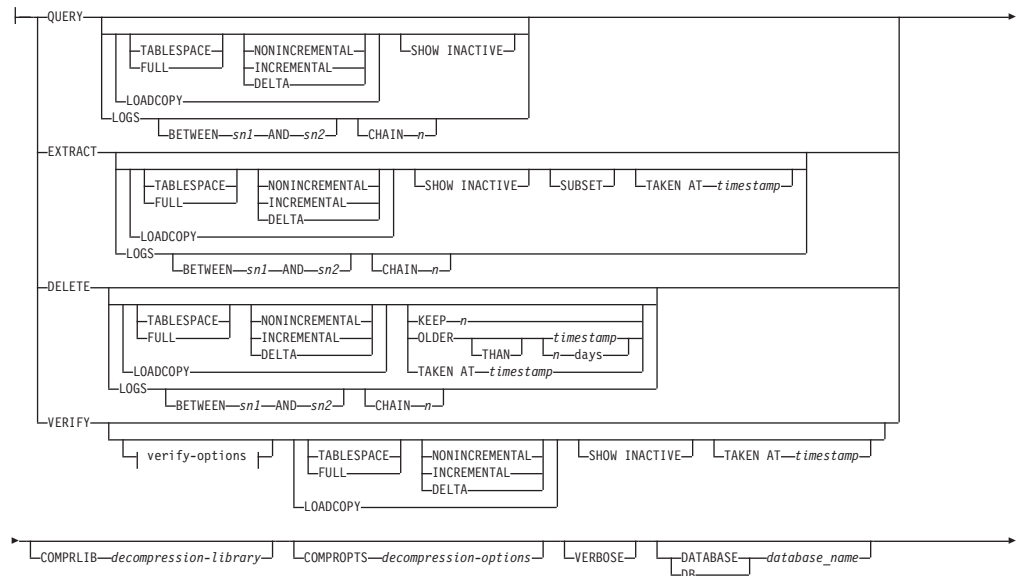 QUERY
TABLESPACE NONINCREMENTAL SHOW INACTIVE
FULL INCREMENTAL
DELTA
LOADCOPY
LOGS
BETWEEN sn1 AND sn2 CHAIN n
EXTRACT
TABLESPACE NONINCREMENTAL SHOW INACTIVE SUBSET TAKEN AT timestamp
FULL INCREMENTAL
DELTA
LOADCOPY
LOGS
BETWEEN sn1 AND sn2 CHAIN n
DELETE
TABLESPACE NONINCREMENTAL KEEP n
FULL INCREMENTAL OLDER timestamp
DELTA THAN n days
LOADCOPY TAKEN AT timestamp
LOGS
BETWEEN sn1 AND sn2 CHAIN n
VERIFY
verify-options TABLESPACE NONINCREMENTAL SHOW INACTIVE TAKEN AT timestamp
FULL INCREMENTAL
DELTA
LOADCOPY
COMPRLIB decompression-library COMPROPTS decompression-options VERBOSE DATABASE database_name
DB